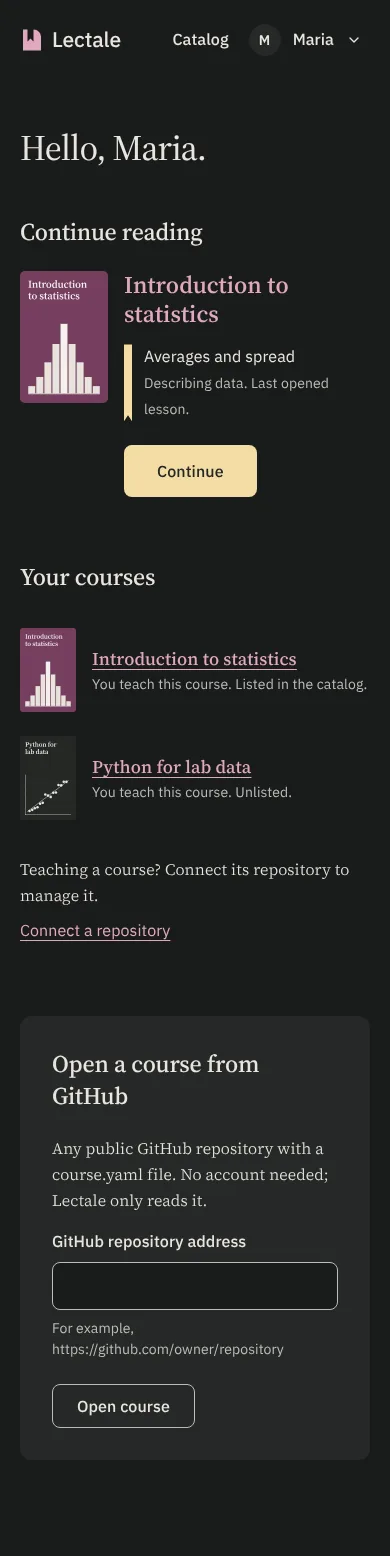 Lectale
Catalog
M
Maria
Hello, Maria.
Continue reading
Introduction
to statistics
Introduction to
statistics
Averages and spread
Describing data. Last opened
lesson.
Continue
Your courses
Introduction
to statistics
Introduction to statistics
You teach this course. Listed in the catalog.
Python for
lab data
Python for lab data
You teach this course. Unlisted.
Teaching a course? Connect its repository to
manage it.
Connect a repository
Open a course from
GitHub
Any public GitHub repository with a
course.yaml file. No account needed;
Lectale only reads it.
GitHub repository address
For example,
https://github.com/owner/repository
Open course